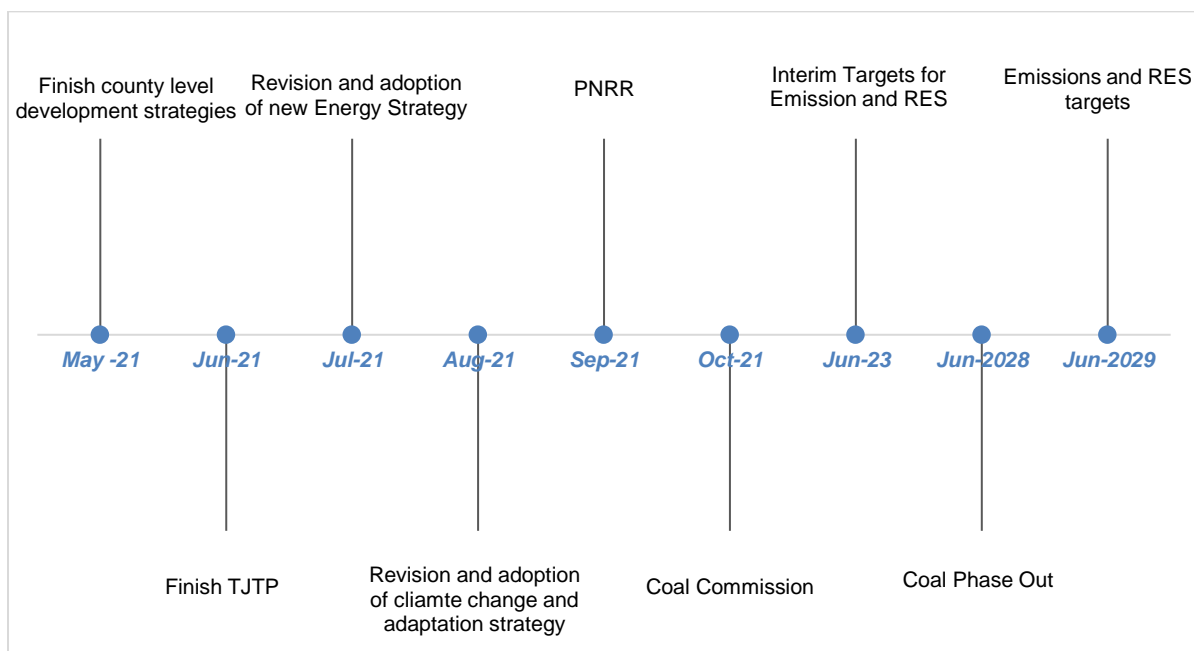 Finish county level
development strategies
Revision and adoption
of new Energy Strategy
PNRR
Interim Targets for
Emission and RES
Emissions and RES
targets
May -21
Jun-21
Jul-21
Aug-21
Sep-21
Oct-21
Jun-23
Jun-2028
Jun-2029
Finish TJTP
Revision and adoption
of cliamte change and
adaptation strategy
Coal Commission
Coal Phase Out